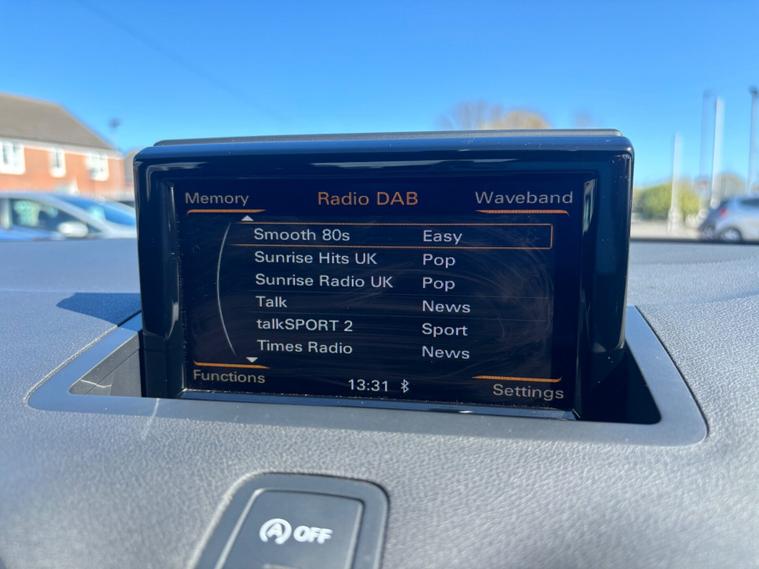 Memory Radio DAB Waveband
Smooth 80s Easy
Sunrise Hits UK Pop
Sunrise Radio UK Pop
Talk News
talkSPORT 2 Sport
Times Radio News
Functions 13:31 Settings
A OFF